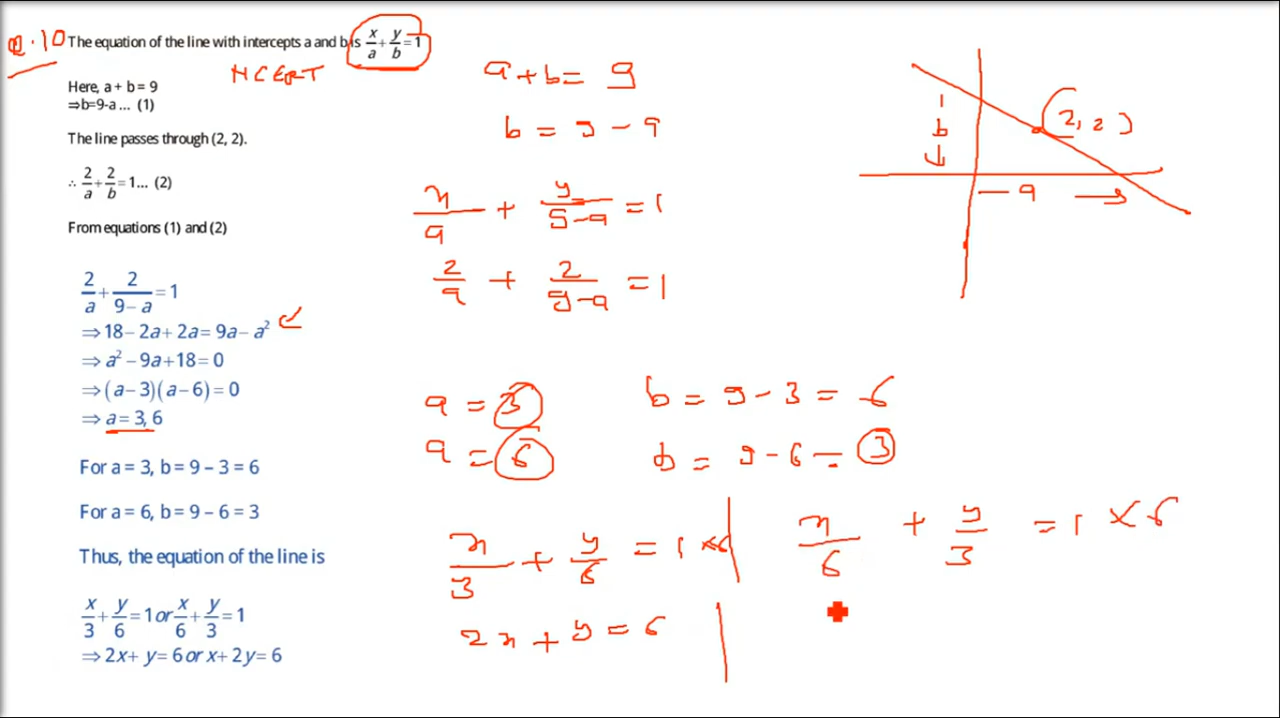 Q.10 The equation of the line with intercepts a and b is x/a + y/b = 1
NCERT
Here, a + b = 9
⇒b=9-a... (1)
The line passes through (2, 2).
∴ 2/a + 2/b = 1... (2)
From equations (1) and (2)
2/a + 2/(9 – a) = 1
⇒ 18 – 2a + 2a = 9a – a²
⇒ a² – 9a + 18 = 0
⇒ (a – 3)(a – 6) = 0
⇒ a = 3, 6
For a = 3, b = 9 – 3 = 6
For a = 6, b = 9 – 6 = 3
Thus, the equation of the line is
x/3 + y/6 = 1 or x/6 + y/3 = 1
⇒ 2x + y = 6 or x + 2y = 6
a + b = 9
b = 9 – a
x/a + y/(9 – a) = 1
2/a + 2/(9 – a) = 1
a = 3
b = 9 – 3 = 6
a = 6
b = 9 – 6 = 3
x/3 + y/6 = 1 × 6
2x + y = 6
x/6 + y/3 = 1 × 6
(2, 2)
b
a